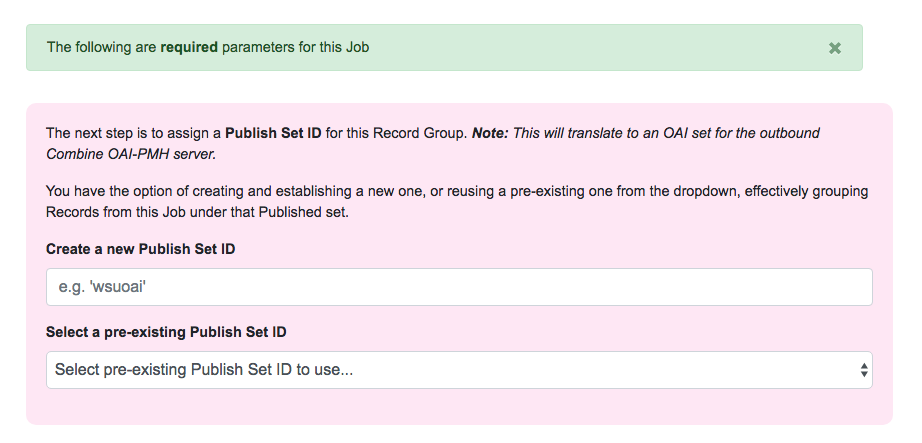 The following are required parameters for this Job
The next step is to assign a Publish Set ID for this Record Group. Note: This will translate to an OAI set for the outbound
Combine OAI-PMH server.
You have the option of creating and establishing a new one, or reusing a pre-existing one from the dropdown, effectively grouping
Records from this Job under that Published set.
Create a new Publish Set ID
e.g. 'wsuoai'
Select a pre-existing Publish Set ID
Select pre-existing Publish Set ID to use...